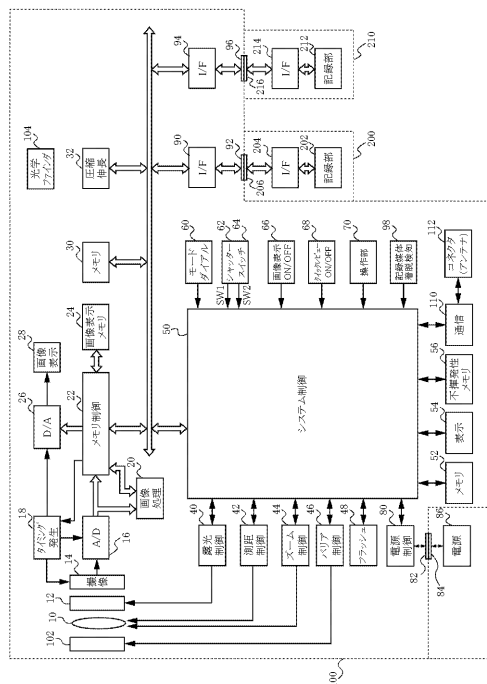 210
94
I/F
96
214
I/F
212
記録部
216
104
光学
ファインダ
32
圧縮
伸長
90
I/F
92
204
I/F
202
記録部
206
200
30
メモリ
60
モード
ダイアル
62
シャッター
スイッチ
64
SW1
SW2
66
画像表示
ON/OFF
68
クイックレビュー
ON/OFF
70
操作部
98
記録媒体
着脱検知
112
コネクタ
(アンテナ)
110
通信
24
画像表示
メモリ
28
画像
表示
26
D/A
22
メモリ制御
50
システム制御
56
不揮発性
メモリ
54
表示
52
メモリ
18
タイミング
発生
16
A/D
20
画像
処理
14
撮像
12
10
102
40
露光
制御
42
測距
制御
44
ズーム
制御
46
バリア
制御
48
フラッシュ
80
電源
制御
82
84
86
電源
00